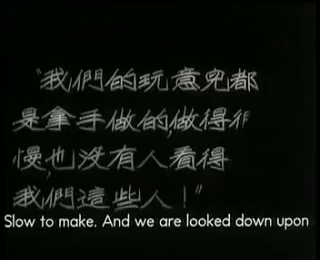 "我們的玩意兒都
是拿手做的,做得
慢,也沒有人看得
我們這些人!"
Slow to make. And we are looked down upon